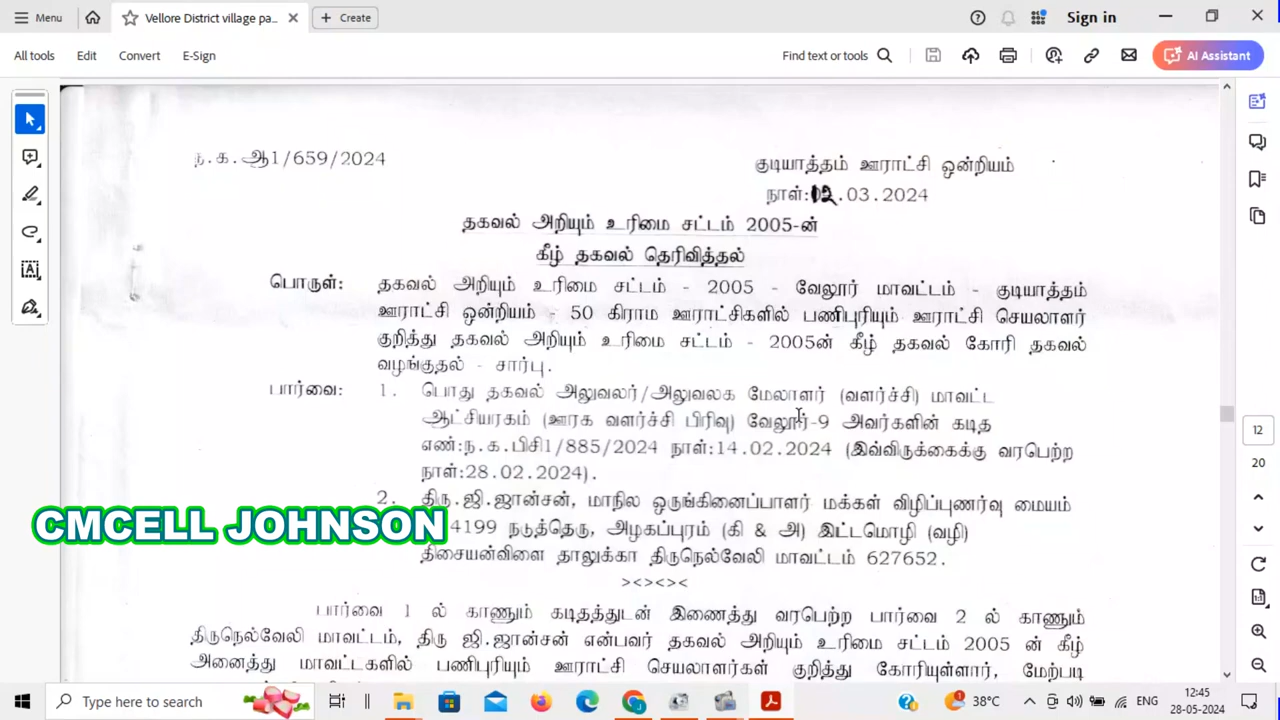 Menu
Vellore District village pa...
Create
Sign in
All tools
Edit
Convert
E-Sign
Find text or tools
AI Assistant
ந.க.ஆ1/659/2024
குடியாத்தம் ஊராட்சி ஒன்றியம்
நாள்:02.03.2024
தகவல் அறியும் உரிமை சட்டம் 2005-ன்
கீழ் தகவல் தெரிவித்தல்
பொருள்: தகவல் அறியும் உரிமை சட்டம் - 2005 - வேலூர் மாவட்டம் - குடியாத்தம்
ஊராட்சி ஒன்றியம் - 50 கிராம ஊராட்சிகளில் பணிபுரியும் ஊராட்சி செயலாளர்
குறித்து தகவல் அறியும் உரிமை சட்டம் - 2005ன் கீழ் தகவல் கோரி தகவல்
வழங்குதல் - சார்பு.
பார்வை: 1. பொது தகவல் அலுவலர்/அலுவலக மேலாளர் (வளர்ச்சி) மாவட்ட
ஆட்சியரகம் (ஊரக வளர்ச்சி பிரிவு) வேலூர்-9 அவர்களின் கடித
எண்:ந.க.பிசி1/885/2024 நாள்:14.02.2024 (இவ்விருக்கைக்கு வரபெற்ற
நாள்:28.02.2024).
2. திரு.ஜி.ஜான்சன், மாநில ஒருங்கினைப்பாளர் மக்கள் விழிப்புணர்வு மையம்
4199 நடுத்தெரு, அழகப்புரம் (கி & அ) இட்டமொழி (வழி)
திசையன்விளை தாலுக்கா திருநெல்வேலி மாவட்டம் 627652.
><><><
CMCELL JOHNSON
பார்வை 1 ல் காணும் கடிதத்துடன் இணைத்து வரபெற்ற பார்வை 2 ல் காணும்
திருநெல்வேலி மாவட்டம், திரு ஜி.ஜான்சன் என்பவர் தகவல் அறியும் உரிமை சட்டம் 2005 ன் கீழ்
அனைத்து மாவட்டகளில் பணிபுரியும் ஊராட்சி செயலாளர்கள் குறித்து கோரியுள்ளார், மேற்படி
12
20
Type here to search
38°C
ENG
12:45
28-05-2024